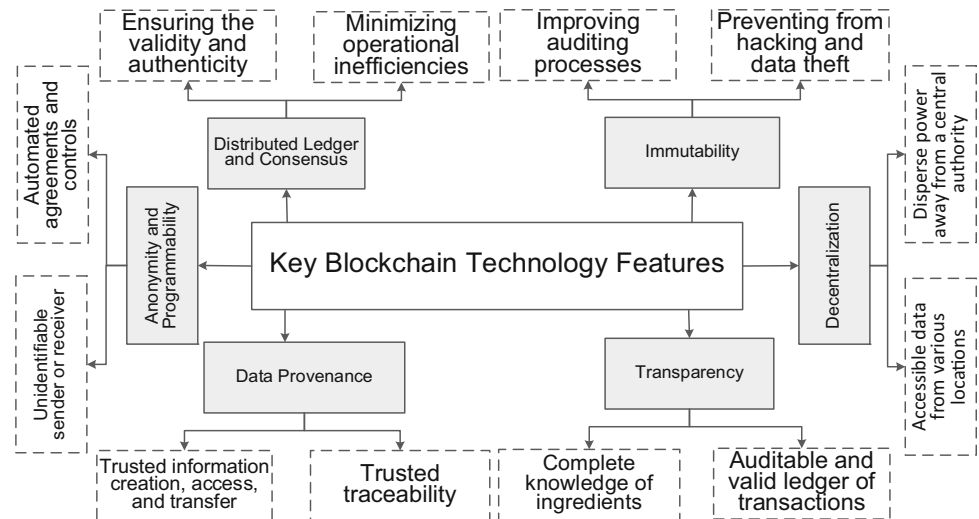 Ensuring the
validity and
authenticity
Minimizing
operational
inefficiencies
Improving
auditing
processes
Preventing from
hacking and
data theft
Automated
agreements and
controls
Distributed Ledger
and Consensus
Immutability
Disperse power
away from a central
authority
Anonymity and
Programmability
Key Blockchain Technology Features
Decentralization
Unidentifiable
sender or receiver
Data Provenance
Transparency
Accessible data
from various
locations
Trusted information
creation, access,
and transfer
Trusted
traceability
Complete
knowledge of
ingredients
Auditable and
valid ledger of
transactions